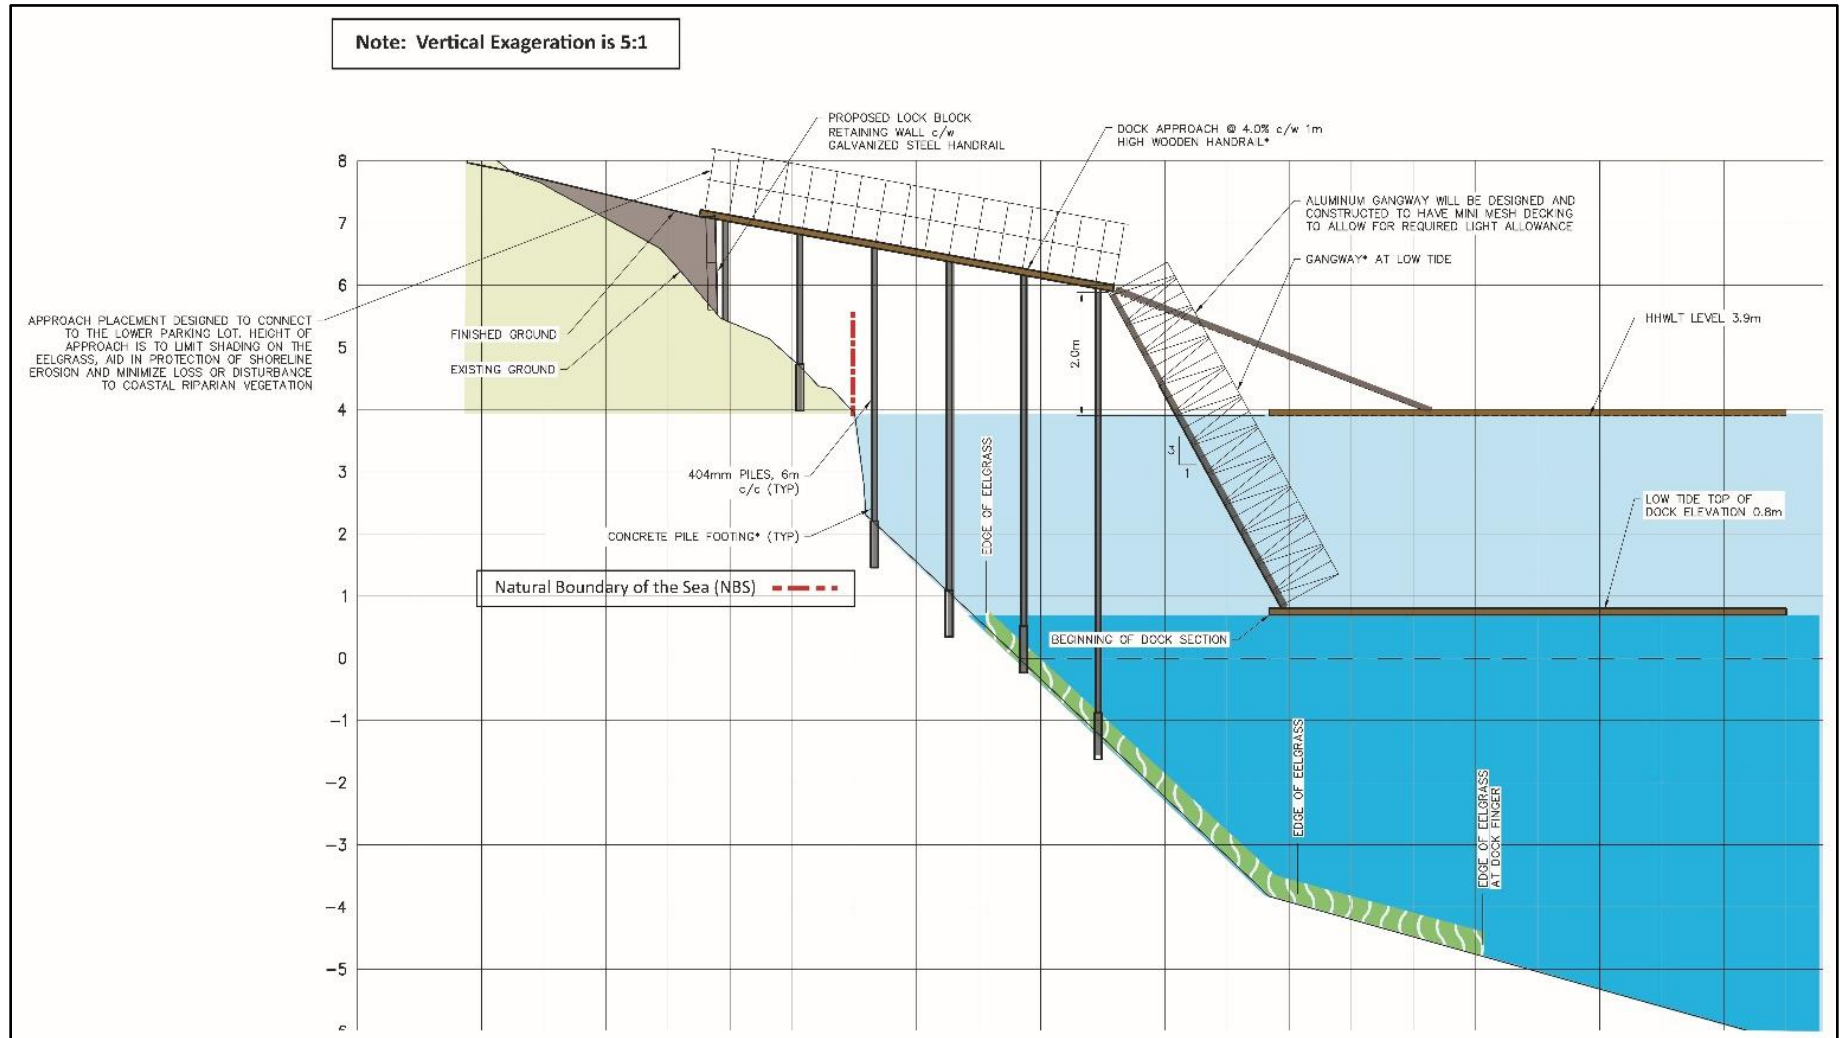 Note: Vertical Exageration is 5:1
PROPOSED LOCK BLOCK
RETAINING WALL c/w
GALVANIZED STEEL HANDRAIL
DOCK APPROACH @ 4.0% c/w 1m
HIGH WOODEN HANDRAIL*
ALUMINUM GANGWAY WILL BE DESIGNED AND
CONSTRUCTED TO HAVE MINI MESH DECKING
TO ALLOW FOR REQUIRED LIGHT ALLOWANCE
GANGWAY* AT LOW TIDE
APPROACH PLACEMENT DESIGNED TO CONNECT
TO THE LOWER PARKING LOT. HEIGHT OF
APPROACH IS TO LIMIT SHADING ON THE
EELGRASS, AID IN PROTECTION OF SHORELINE
EROSION AND MINIMIZE LOSS OR DISTURBANCE
TO COASTAL RIPARIAN VEGETATION
FINISHED GROUND
EXISTING GROUND
2.0m
HHWLT LEVEL 3.9m
404mm PILES, 6m
c/c (TYP)
CONCRETE PILE FOOTING* (TYP)
EDGE OF EELGRASS
3
1
LOW TIDE TOP OF
DOCK ELEVATION 0.8m
Natural Boundary of the Sea (NBS)
BEGINNING OF DOCK SECTION
EDGE OF EELGRASS
EDGE OF EELGRASS
AT DOCK FINGER
8
7
6
5
4
3
2
1
0
-1
-2
-3
-4
-5